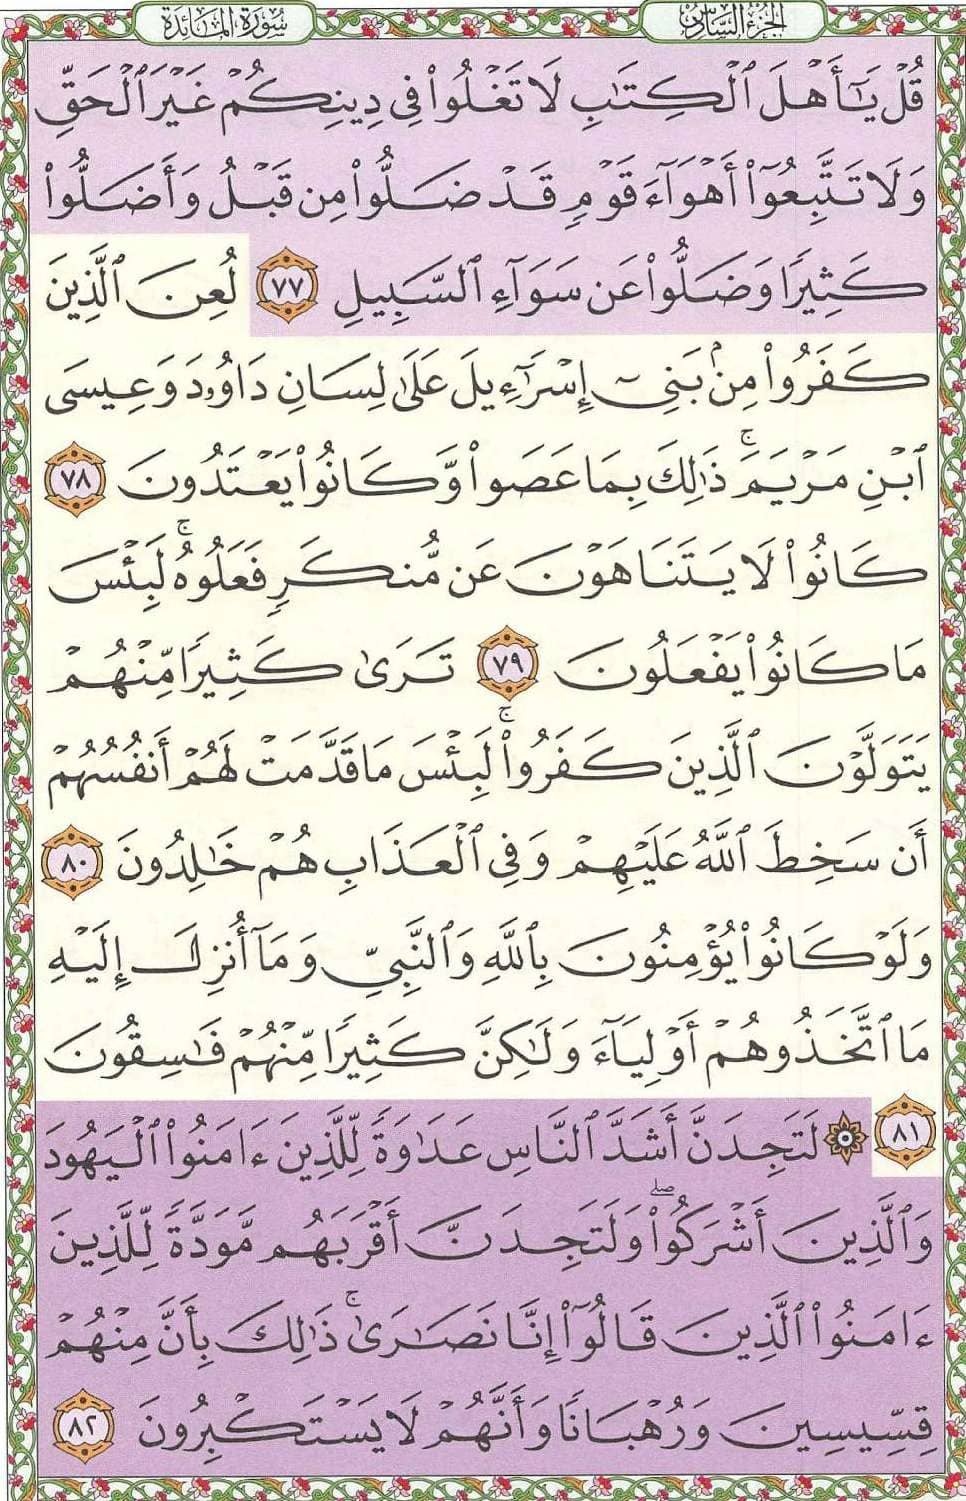 الجزء السادس
سورة المائدة
قُلْ يَٰٓأَهْلَ ٱلْكِتَٰبِ لَا تَغْلُوا۟ فِى دِينِكُمْ غَيْرَ ٱلْحَقِّ
وَلَا تَتَّبِعُوٓا۟ أَهْوَآءَ قَوْمٍ قَدْ ضَلُّوا۟ مِن قَبْلُ وَأَضَلُّوا۟
كَثِيرًا وَضَلُّوا۟ عَن سَوَآءِ ٱلسَّبِيلِ ٧٧ لُعِنَ ٱلَّذِينَ
كَفَرُوا۟ مِنۢ بَنِىٓ إِسْرَٰٓءِيلَ عَلَىٰ لِسَانِ دَاوُۥدَ وَعِيسَى
ٱبْنِ مَرْيَمَ ۚ ذَٰلِكَ بِمَا عَصَوا۟ وَّكَانُوا۟ يَعْتَدُونَ ٧٨
كَانُوا۟ لَا يَتَنَاهَوْنَ عَن مُّنكَرٍ فَعَلُوهُ ۚ لَبِئْسَ
مَا كَانُوا۟ يَفْعَلُونَ ٧٩ تَرَىٰ كَثِيرًا مِّنْهُمْ
يَتَوَلَّوْنَ ٱلَّذِينَ كَفَرُوا۟ ۚ لَبِئْسَ مَا قَدَّمَتْ لَهُمْ أَنفُسُهُمْ
أَن سَخِطَ ٱللَّهُ عَلَيْهِمْ وَفِى ٱلْعَذَابِ هُمْ خَٰلِدُونَ ٨٠
وَلَوْ كَانُوا۟ يُؤْمِنُونَ بِٱللَّهِ وَٱلنَّبِىِّ وَمَآ أُنزِلَ إِلَيْهِ
مَا ٱتَّخَذُوهُمْ أَوْلِيَآءَ وَلَٰكِنَّ كَثِيرًا مِّنْهُمْ فَٰسِقُونَ
٨١ ۞ لَتَجِدَنَّ أَشَدَّ ٱلنَّاسِ عَدَٰوَةً لِّلَّذِينَ ءَامَنُوا۟ ٱلْيَهُودَ
وَٱلَّذِينَ أَشْرَكُوا۟ ۖ وَلَتَجِدَنَّ أَقْرَبَهُم مَّوَدَّةً لِّلَّذِينَ
ءَامَنُوا۟ ٱلَّذِينَ قَالُوٓا۟ إِنَّا نَصَٰرَىٰ ۚ ذَٰلِكَ بِأَنَّ مِنْهُمْ
قِسِّيسِينَ وَرُهْبَانًا وَأَنَّهُمْ لَا يَسْتَكْبِرُونَ ٨٢